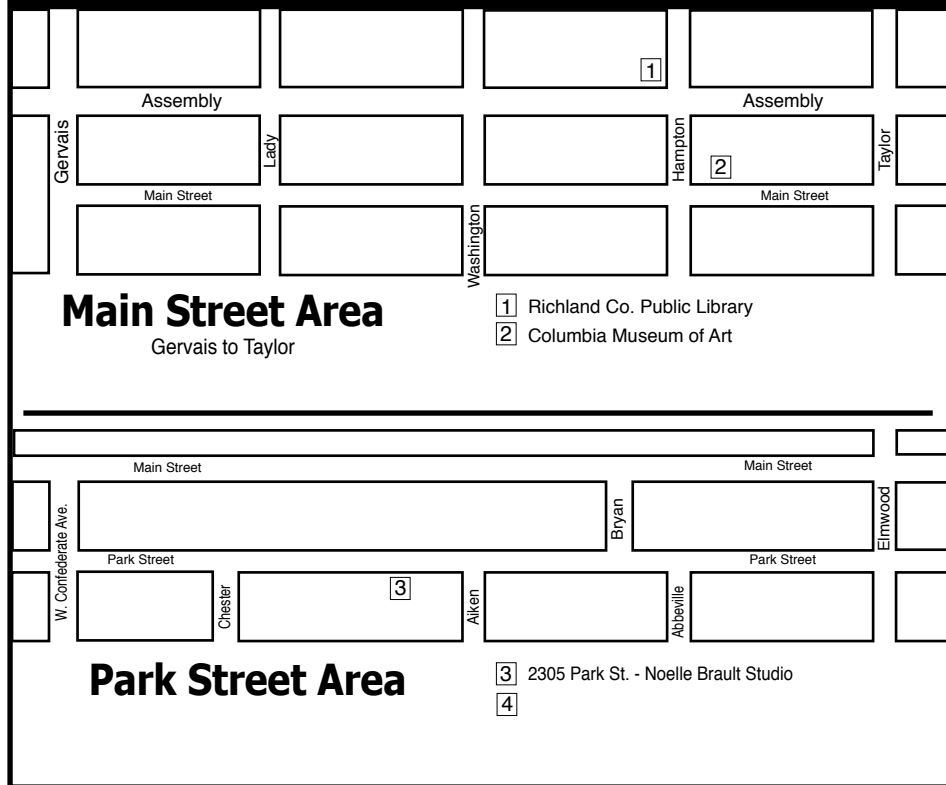 1
Assembly
Assembly
Gervais
Lady
Hampton
Taylor
2
Main Street
Main Street
Washington
Main Street Area
Gervais to Taylor
1 Richland Co. Public Library
2 Columbia Museum of Art
Main Street
Main Street
W. Confederate Ave.
Bryan
Elmwood
Park Street
Park Street
Chester
3
Aiken
Abbeville
Park Street Area
3 2305 Park St. - Noelle Brault Studio
4